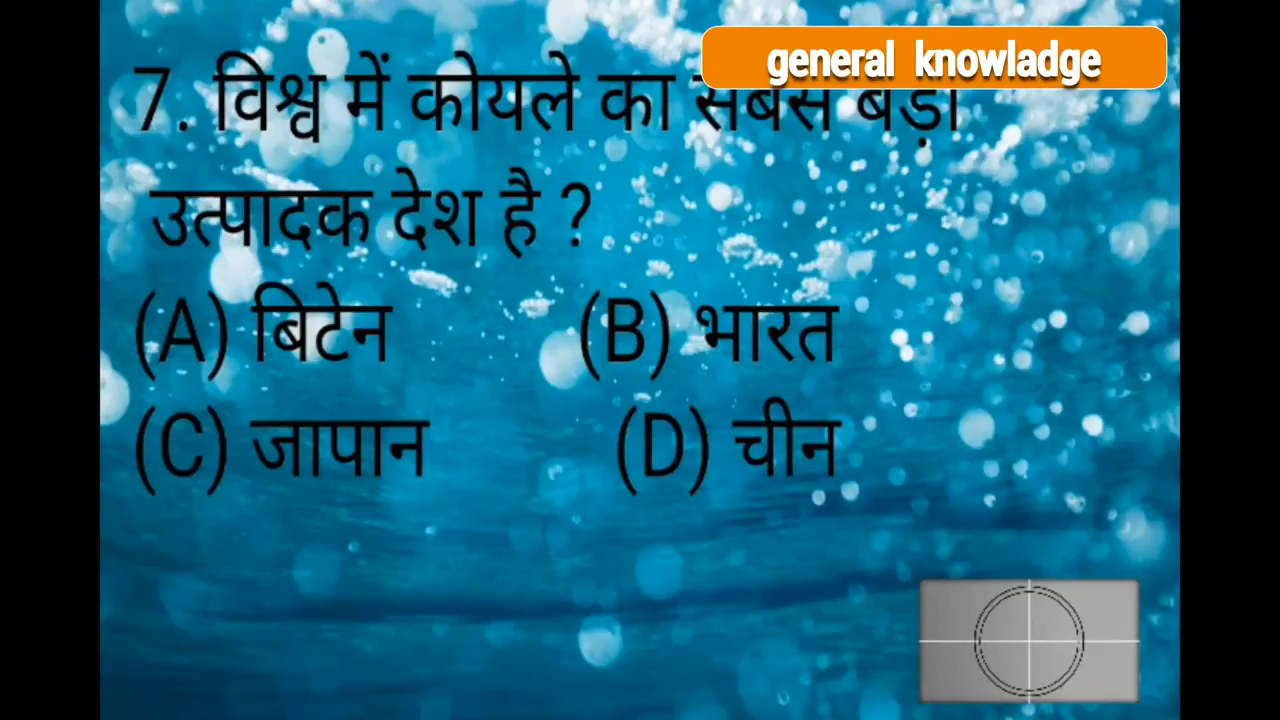 general knowladge
7. विश्व में कोयले का सबसे बड़ा
उत्पादक देश है ?
(A) बिटेन (B) भारत
(C) जापान (D) चीन